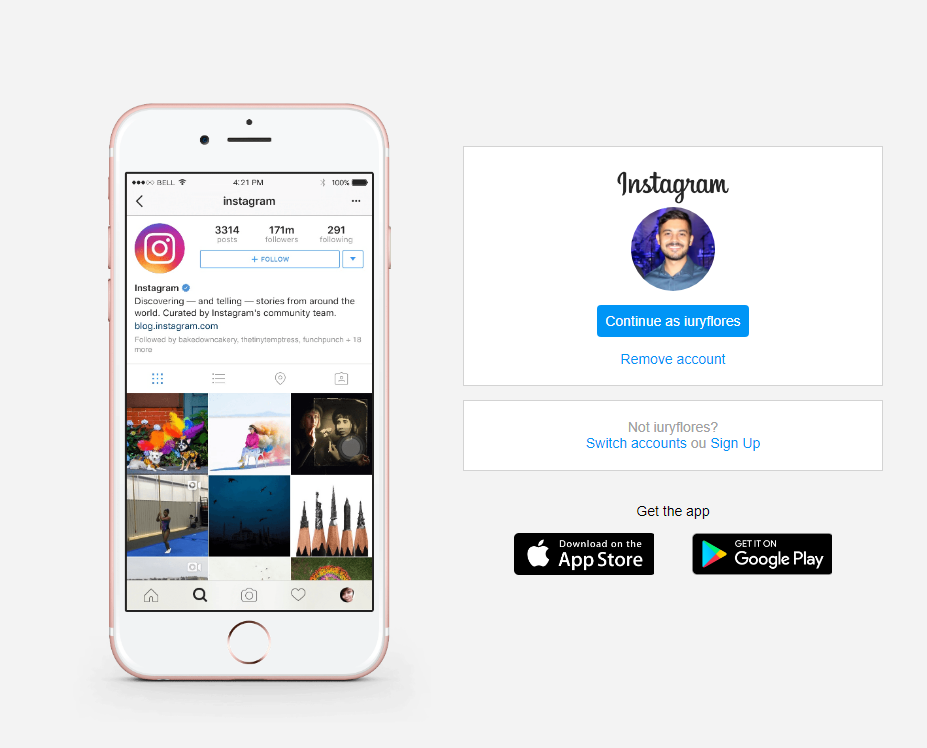 BELL
4:21 PM
100%
instagram
3314
171m
291
posts
followers
following
+ FOLLOW
Instagram
Discovering — and telling — stories from around the
world. Curated by Instagram's community team.
blog.instagram.com
Followed by bakedowncakery, thetinytemptress, funchpunch + 18
more
Instagram
Continue as iuryflores
Remove account
Not iuryflores?
Switch accounts ou Sign Up
Get the app
Download on the
App Store
GET IT ON
Google Play